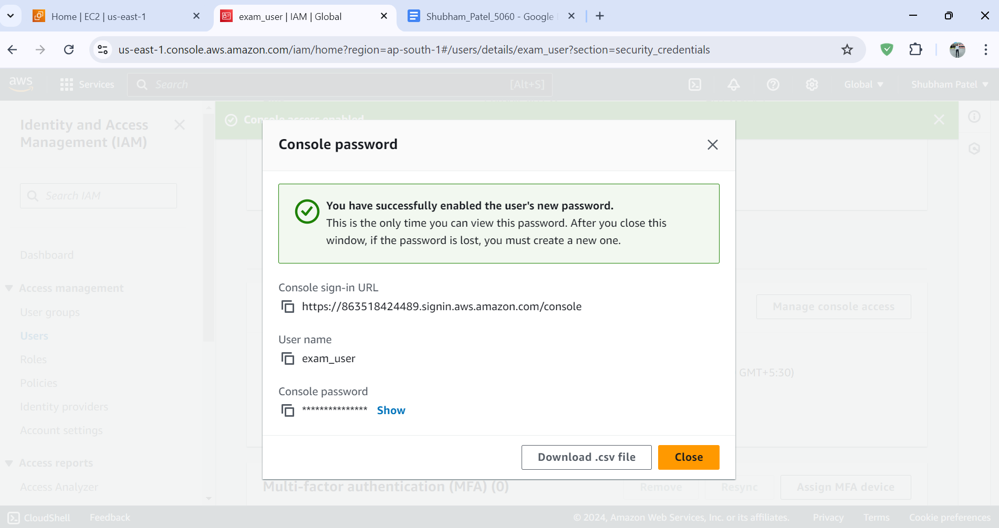 Home | EC2 | us-east-1
exam_user | IAM | Global
Shubham_Patel_5060 - Google
us-east-1.console.aws.amazon.com/iam/home?region=ap-south-1#/users/details/exam_user?section=security_credentials
aws
Services
Search
[Alt+S]
Global
Shubham Patel
Identity and Access
Management (IAM)
Search IAM
Dashboard
Access management
User groups
Users
Roles
Policies
Identity providers
Account settings
Access reports
Access Analyzer
Console access enabled
Console password
You have successfully enabled the user's new password.
This is the only time you can view this password. After you close this
window, if the password is lost, you must create a new one.
Console sign-in URL
https://863518424489.signin.aws.amazon.com/console
User name
exam_user
Console password
*************** Show
Download .csv file
Close
Manage console access
GMT+5:30)
Multi-factor authentication (MFA) (0)
Remove
Resync
Assign MFA device
CloudShell
Feedback
© 2024, Amazon Web Services, Inc. or its affiliates.
Privacy
Terms
Cookie preferences